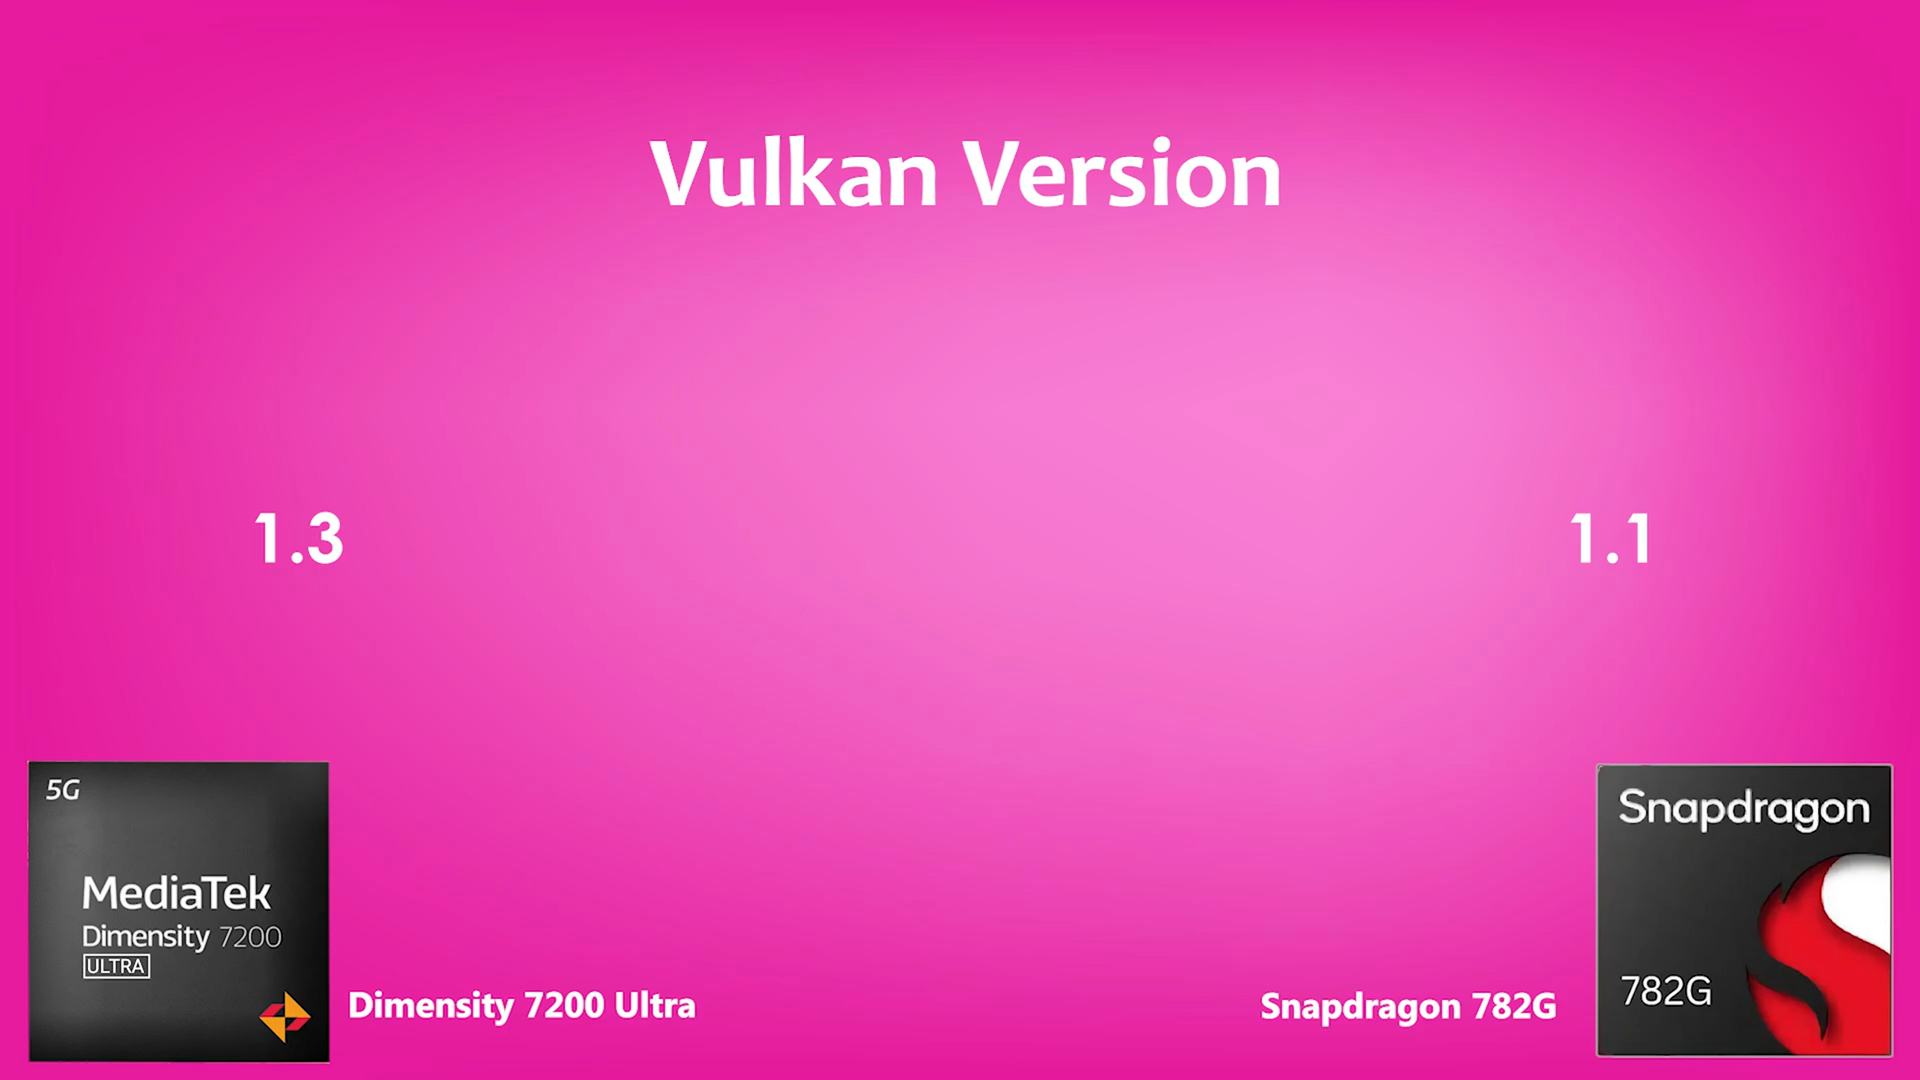 Vulkan Version
1.3
1.1
5G
MediaTek
Dimensity 7200
ULTRA
Dimensity 7200 Ultra
Snapdragon 782G
Snapdragon
782G